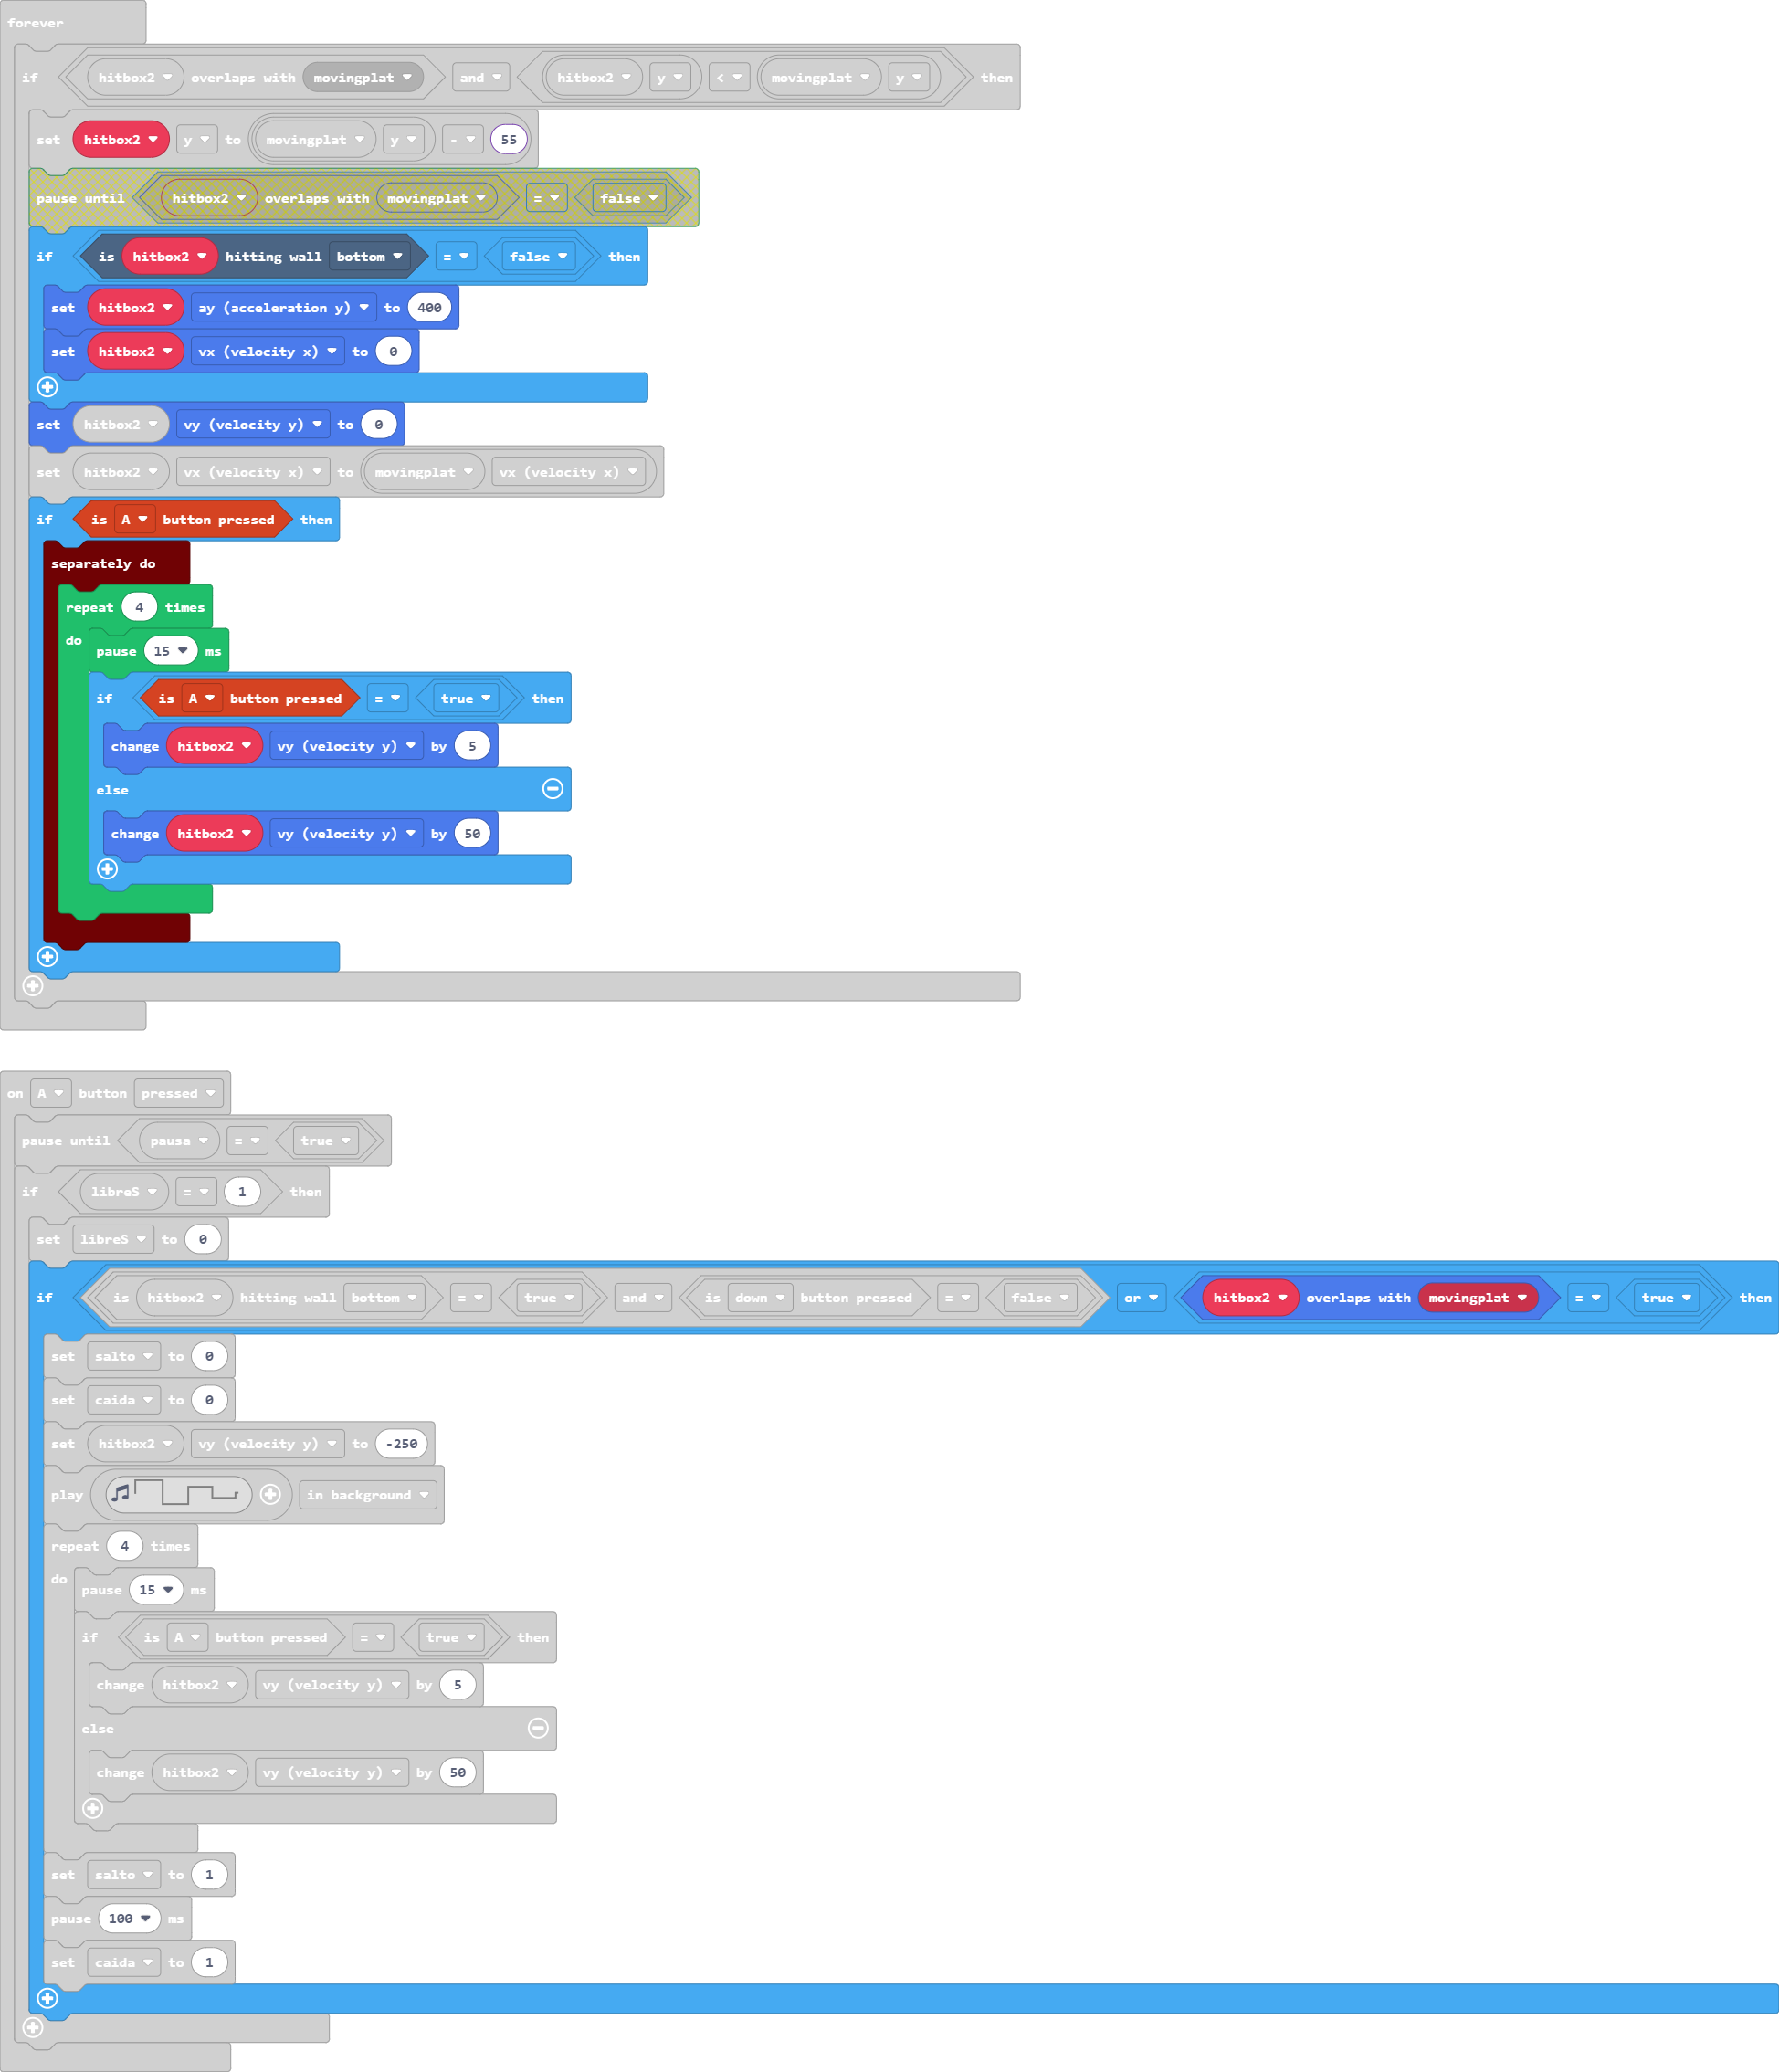 forever
if hitbox2 overlaps with movingplat and hitbox2 y < movingplat y then
set hitbox2 y to movingplat y - 55
pause until hitbox2 overlaps with movingplat = false
if is hitbox2 hitting wall bottom = false then
set hitbox2 ay (acceleration y) to 400
set hitbox2 vx (velocity x) to 0
set hitbox2 vy (velocity y) to 0
set hitbox2 vx (velocity x) to movingplat vx (velocity x)
if is A button pressed then
separately do
repeat 4 times
do
pause 15 ms
if is A button pressed = true then
change hitbox2 vy (velocity y) by 5
else
change hitbox2 vy (velocity y) by 50
on A button pressed
pause until pausa = true
if libreS = 1 then
set libreS to 0
if is hitbox2 hitting wall bottom = true and is down button pressed = false or hitbox2 overlaps with movingplat = true then
set salto to 0
set caida to 0
set hitbox2 vy (velocity y) to -250
play in background
repeat 4 times
do
pause 15 ms
if is A button pressed = true then
change hitbox2 vy (velocity y) by 5
else
change hitbox2 vy (velocity y) by 50
set salto to 1
pause 100 ms
set caida to 1